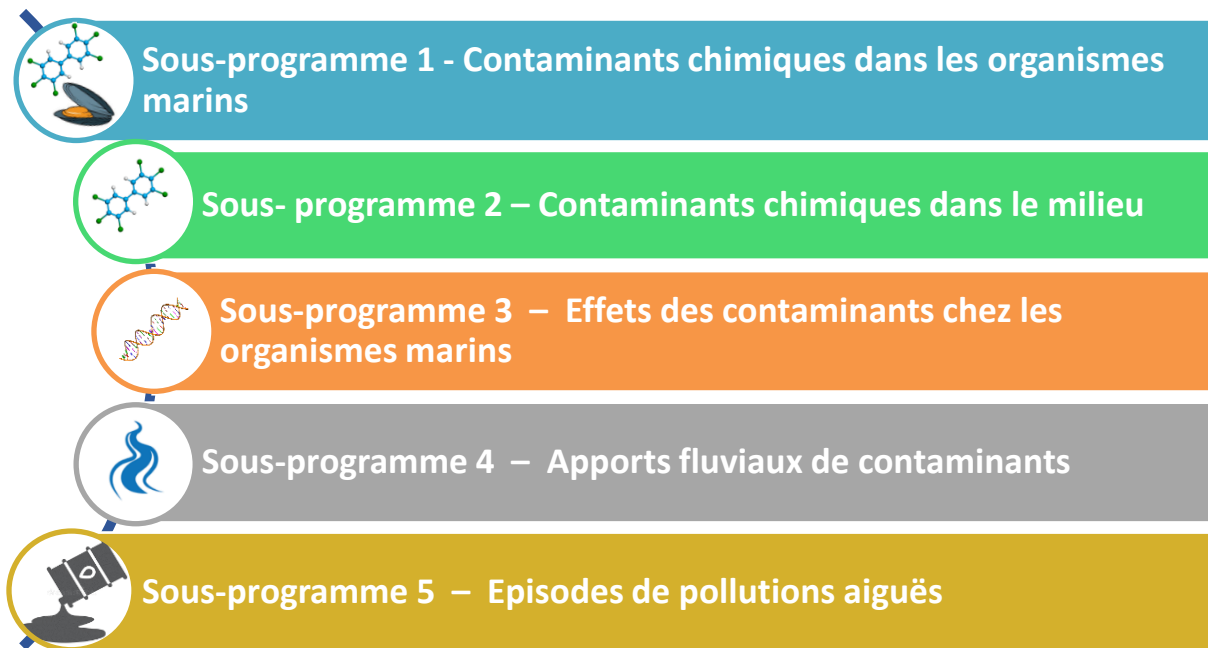 Sous-programme 1 - Contaminants chimiques dans les organismes
marins
Sous- programme 2 – Contaminants chimiques dans le milieu
Sous-programme 3 – Effets des contaminants chez les
organismes marins
Sous-programme 4 – Apports fluviaux de contaminants
Sous-programme 5 – Episodes de pollutions aiguës